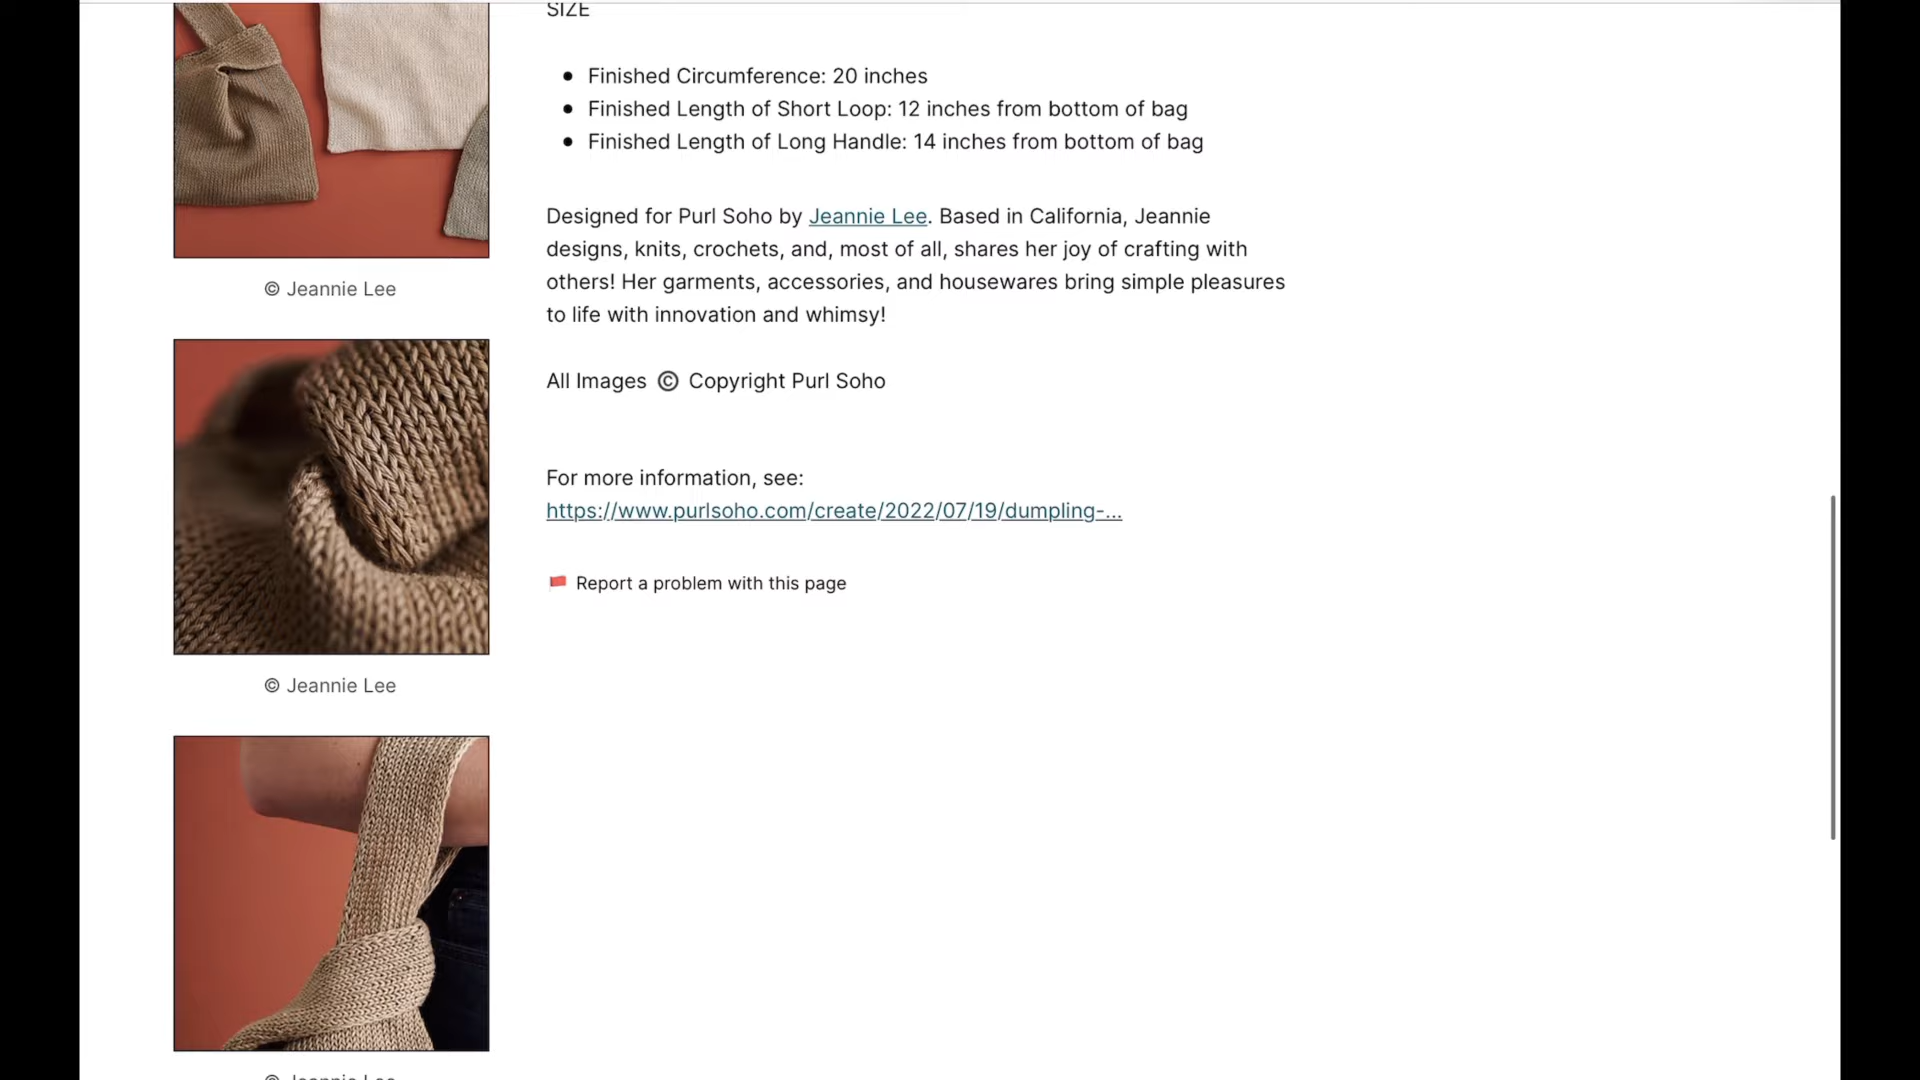 SIZE
Finished Circumference: 20 inches
Finished Length of Short Loop: 12 inches from bottom of bag
Finished Length of Long Handle: 14 inches from bottom of bag
Designed for Purl Soho by Jeannie Lee. Based in California, Jeannie
designs, knits, crochets, and, most of all, shares her joy of crafting with
others! Her garments, accessories, and housewares bring simple pleasures
to life with innovation and whimsy!
All Images © Copyright Purl Soho
For more information, see:
https://www.purlsoho.com/create/2022/07/19/dumpling-...
Report a problem with this page
© Jeannie Lee
© Jeannie Lee
© Jeannie Lee